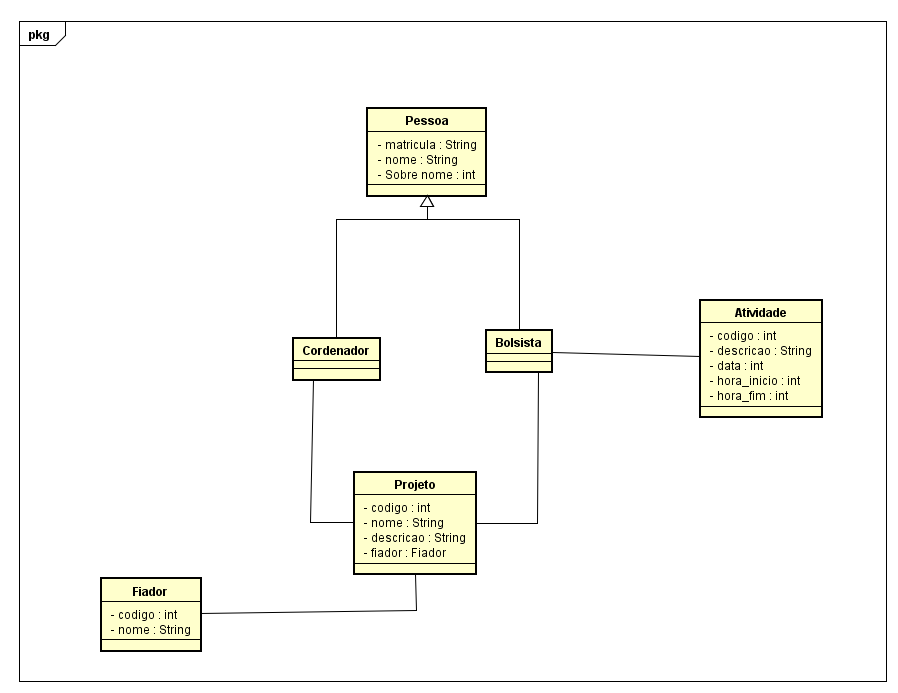 pkg
Pessoa
- matricula : String
- nome : String
- Sobre nome : int
Cordenador
Bolsista
Atividade
- codigo : int
- descricao : String
- data : int
- hora_inicio : int
- hora_fim : int
Projeto
- codigo : int
- nome : String
- descricao : String
- fiador : Fiador
Fiador
- codigo : int
- nome : String